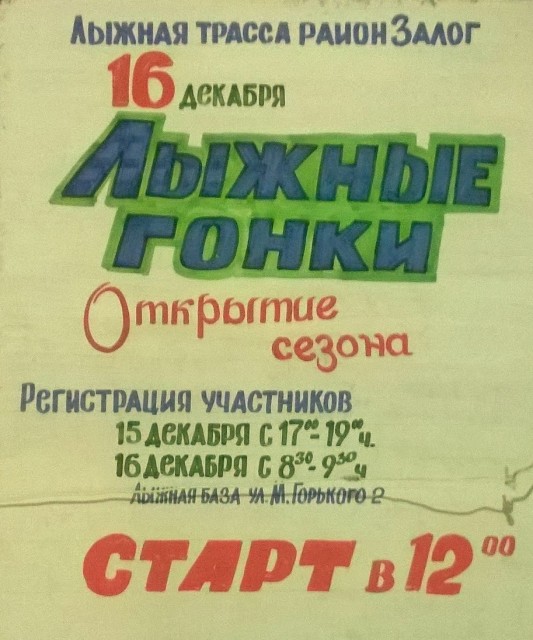 Лыжная трасса район Залог
16 декабря
Лыжные
гонки
Открытие
сезона
Регистрация участников
15 декабря с 17⁰⁰- 19⁰⁰ч.
16 декабря с 8³⁰- 9³⁰ ч
Лыжная база ул. М. Горького 2
Старт в 12⁰⁰